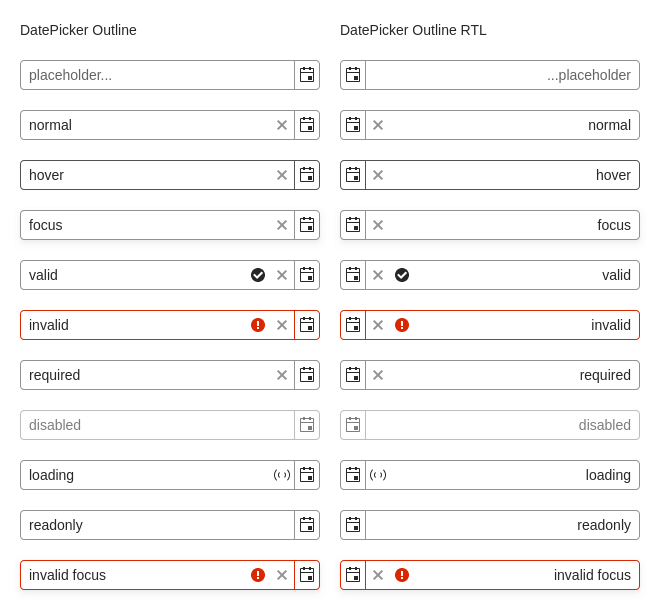 DatePicker Outline
DatePicker Outline RTL
placeholder...
...placeholder
normal
normal
hover
hover
focus
focus
valid
valid
invalid
invalid
required
required
disabled
disabled
loading
loading
readonly
readonly
invalid focus
invalid focus